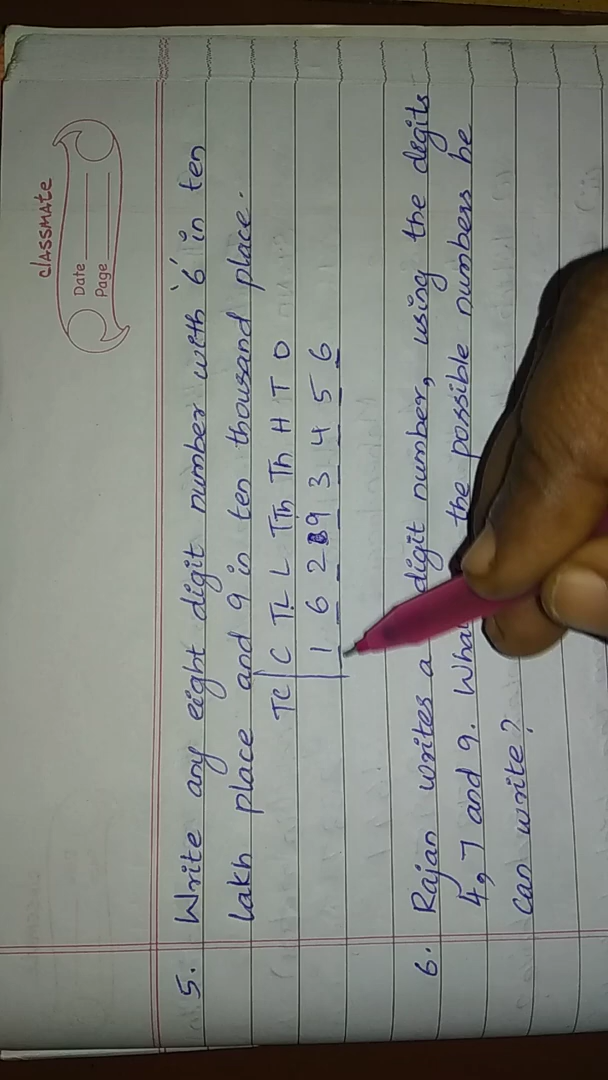 classmate
Date
Page
5. Write any eight digit number with '6' in ten
lakh place and 9 in ten thousand place.
TC C TL L TTh Th H T O
1 6 2 9 3 4 5 6
6. Rajan writes a digit number, using the digits
4, 7 and 9. the possible numbers he
can write?